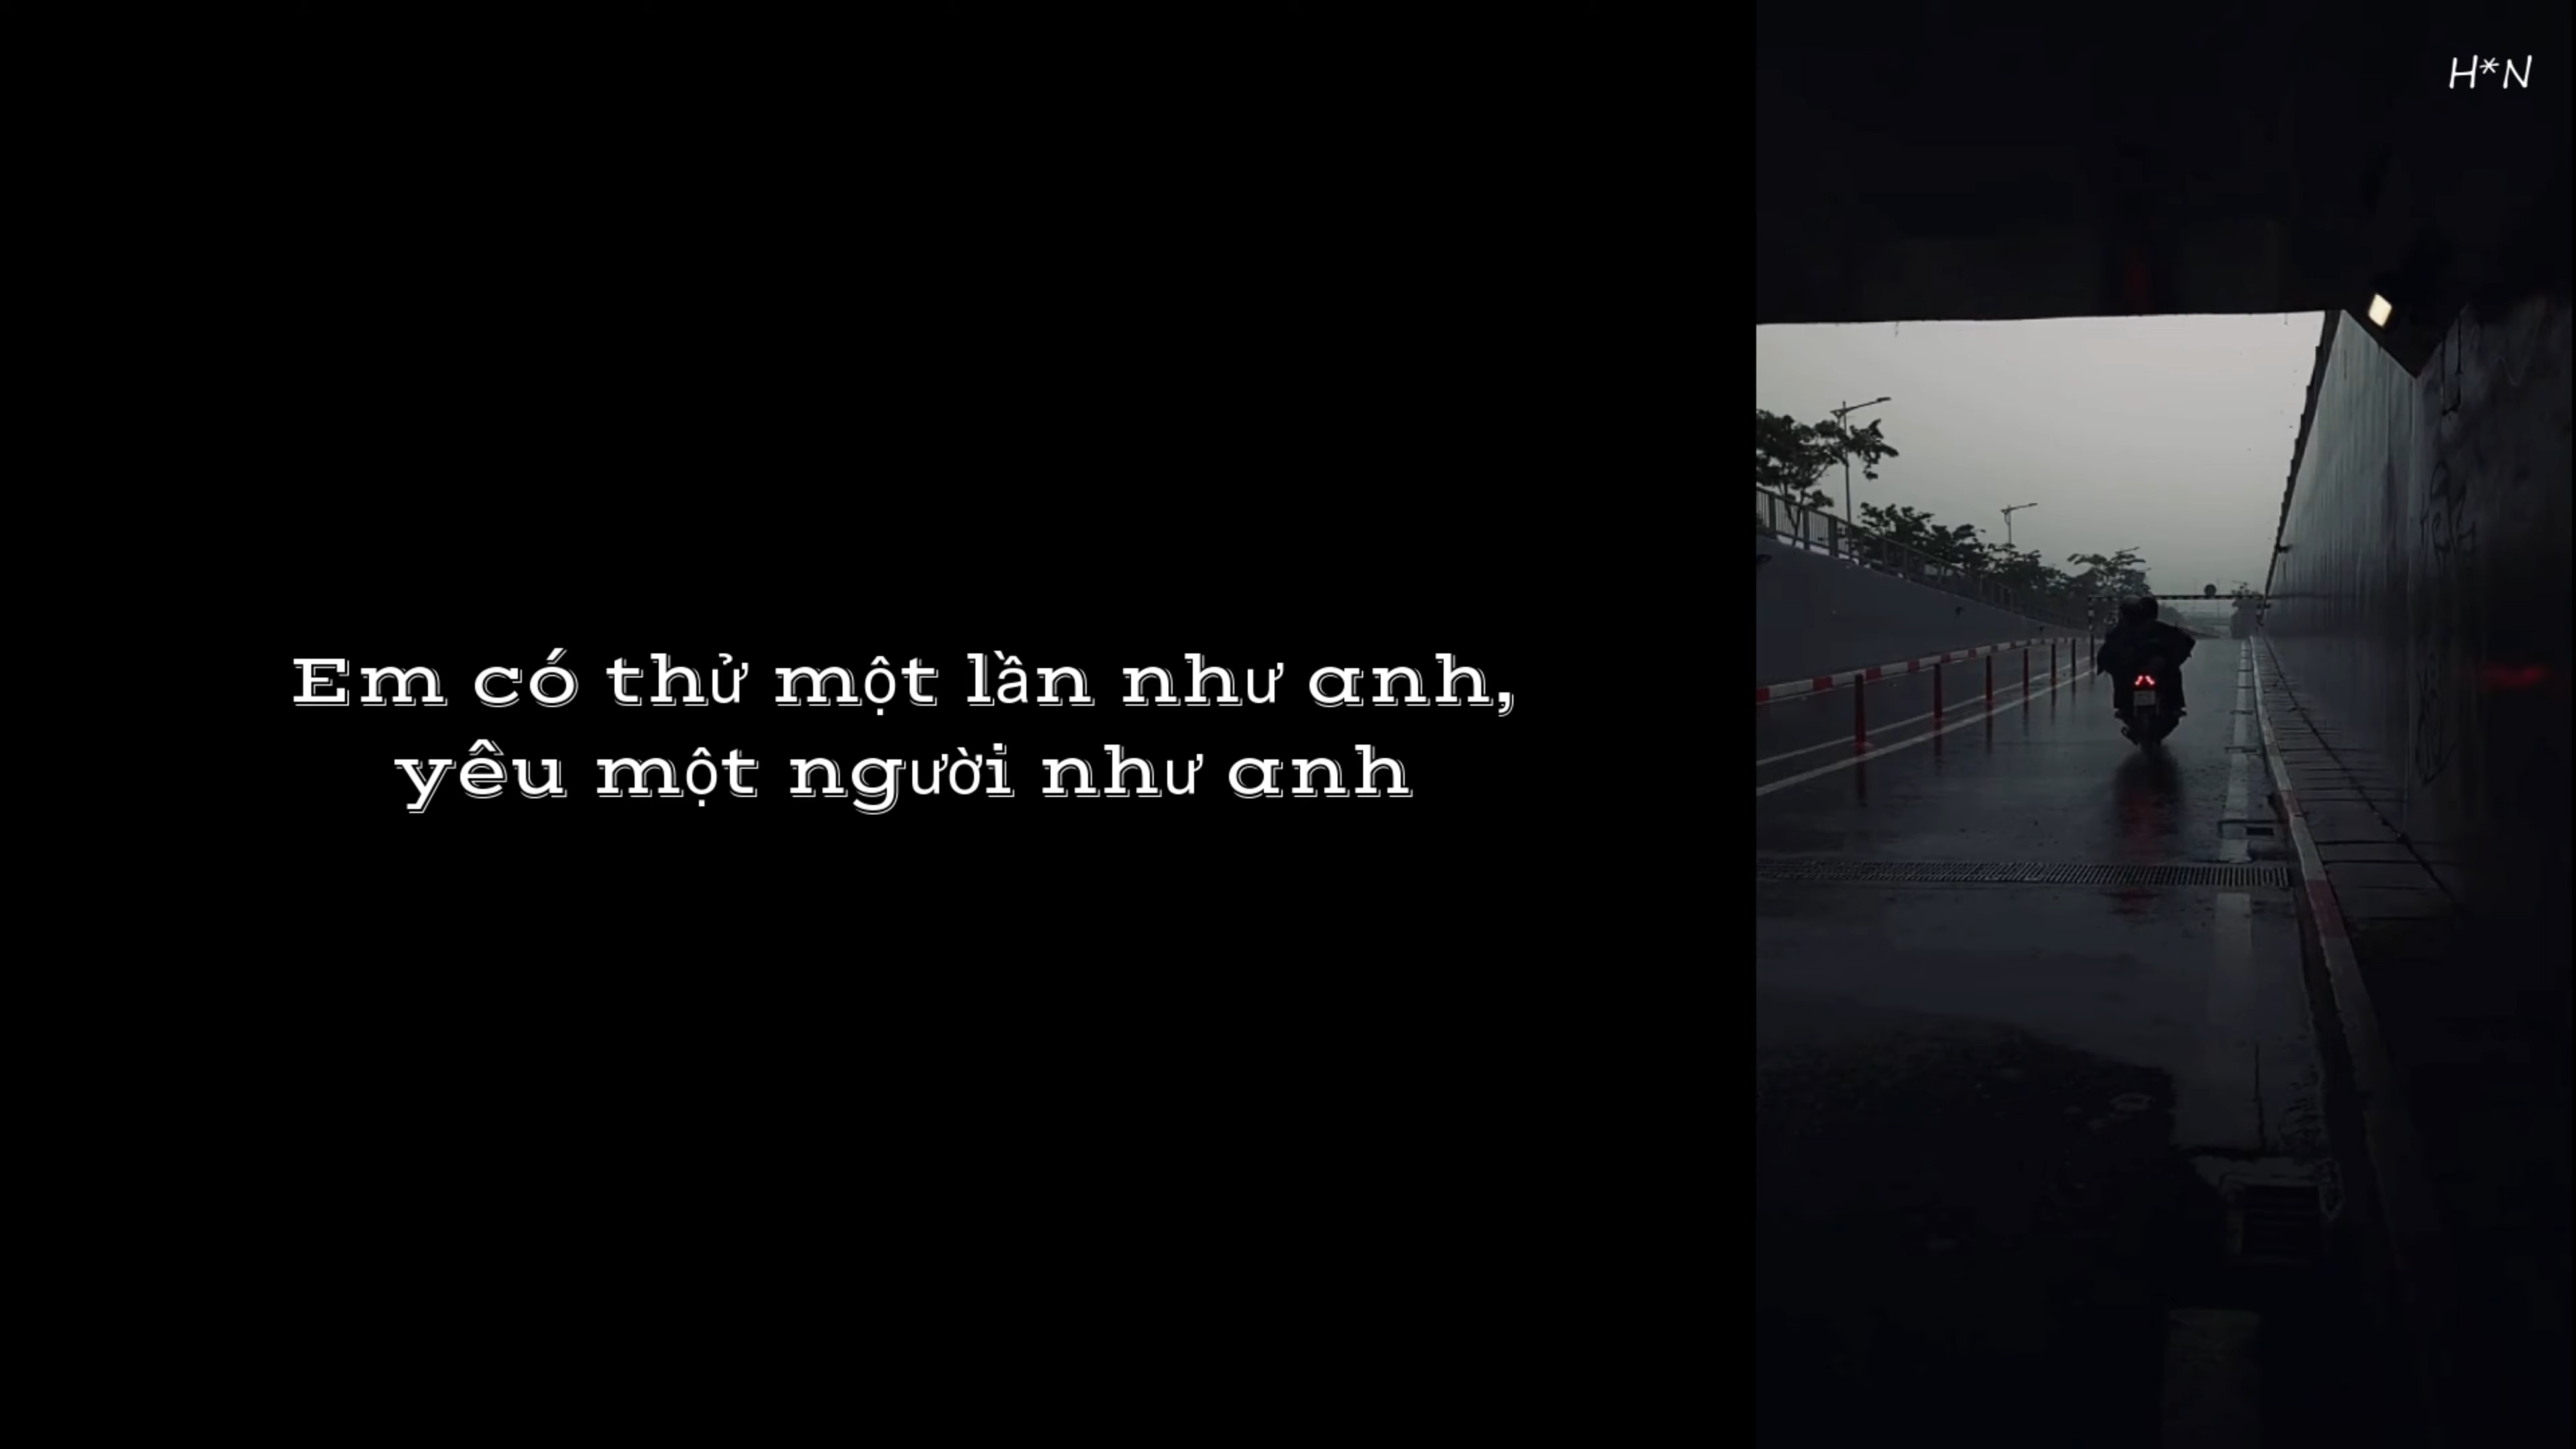 H*N
Em có thử một lần như anh,
yêu một người như anh